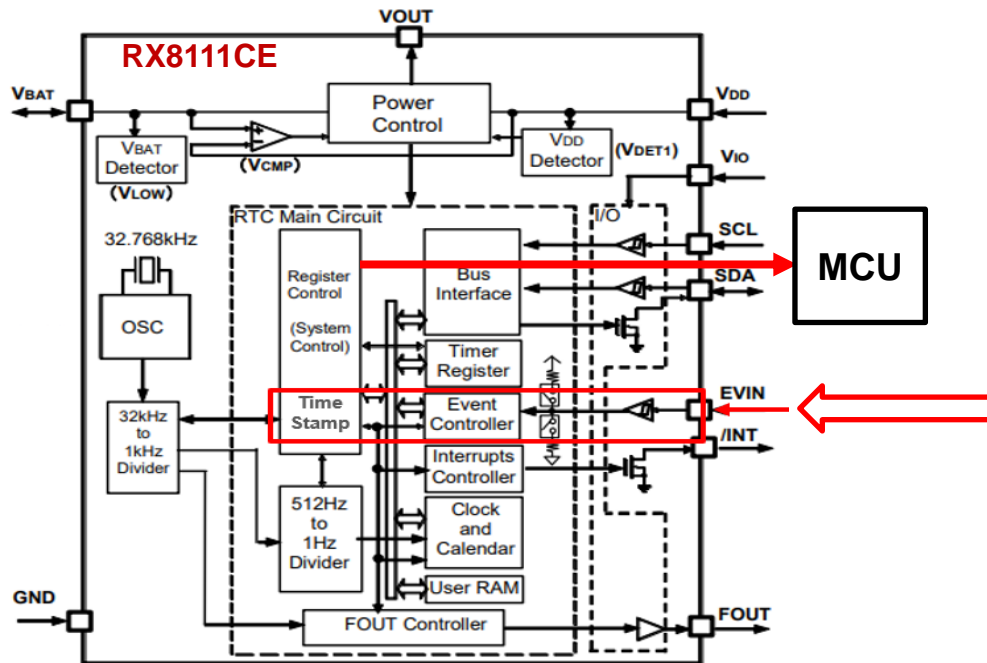 VOUT
RX8111CE
VBAT
VDD
Power
Control
VBAT
Detector
(VLOW)
(VCMP)
VDD
Detector
(VDET1)
VIO
RTC Main Circuit
I/O
32.768kHz
OSC
Register
Control
(System
Control)
Time
Stamp
Bus
Interface
SCL
SDA
MCU
Timer
Register
Event
Controller
EVIN
/INT
Interrupts
Controller
32kHz
to
1kHz
Divider
512Hz
to
1Hz
Divider
Clock
and
Calendar
User RAM
GND
FOUT Controller
FOUT